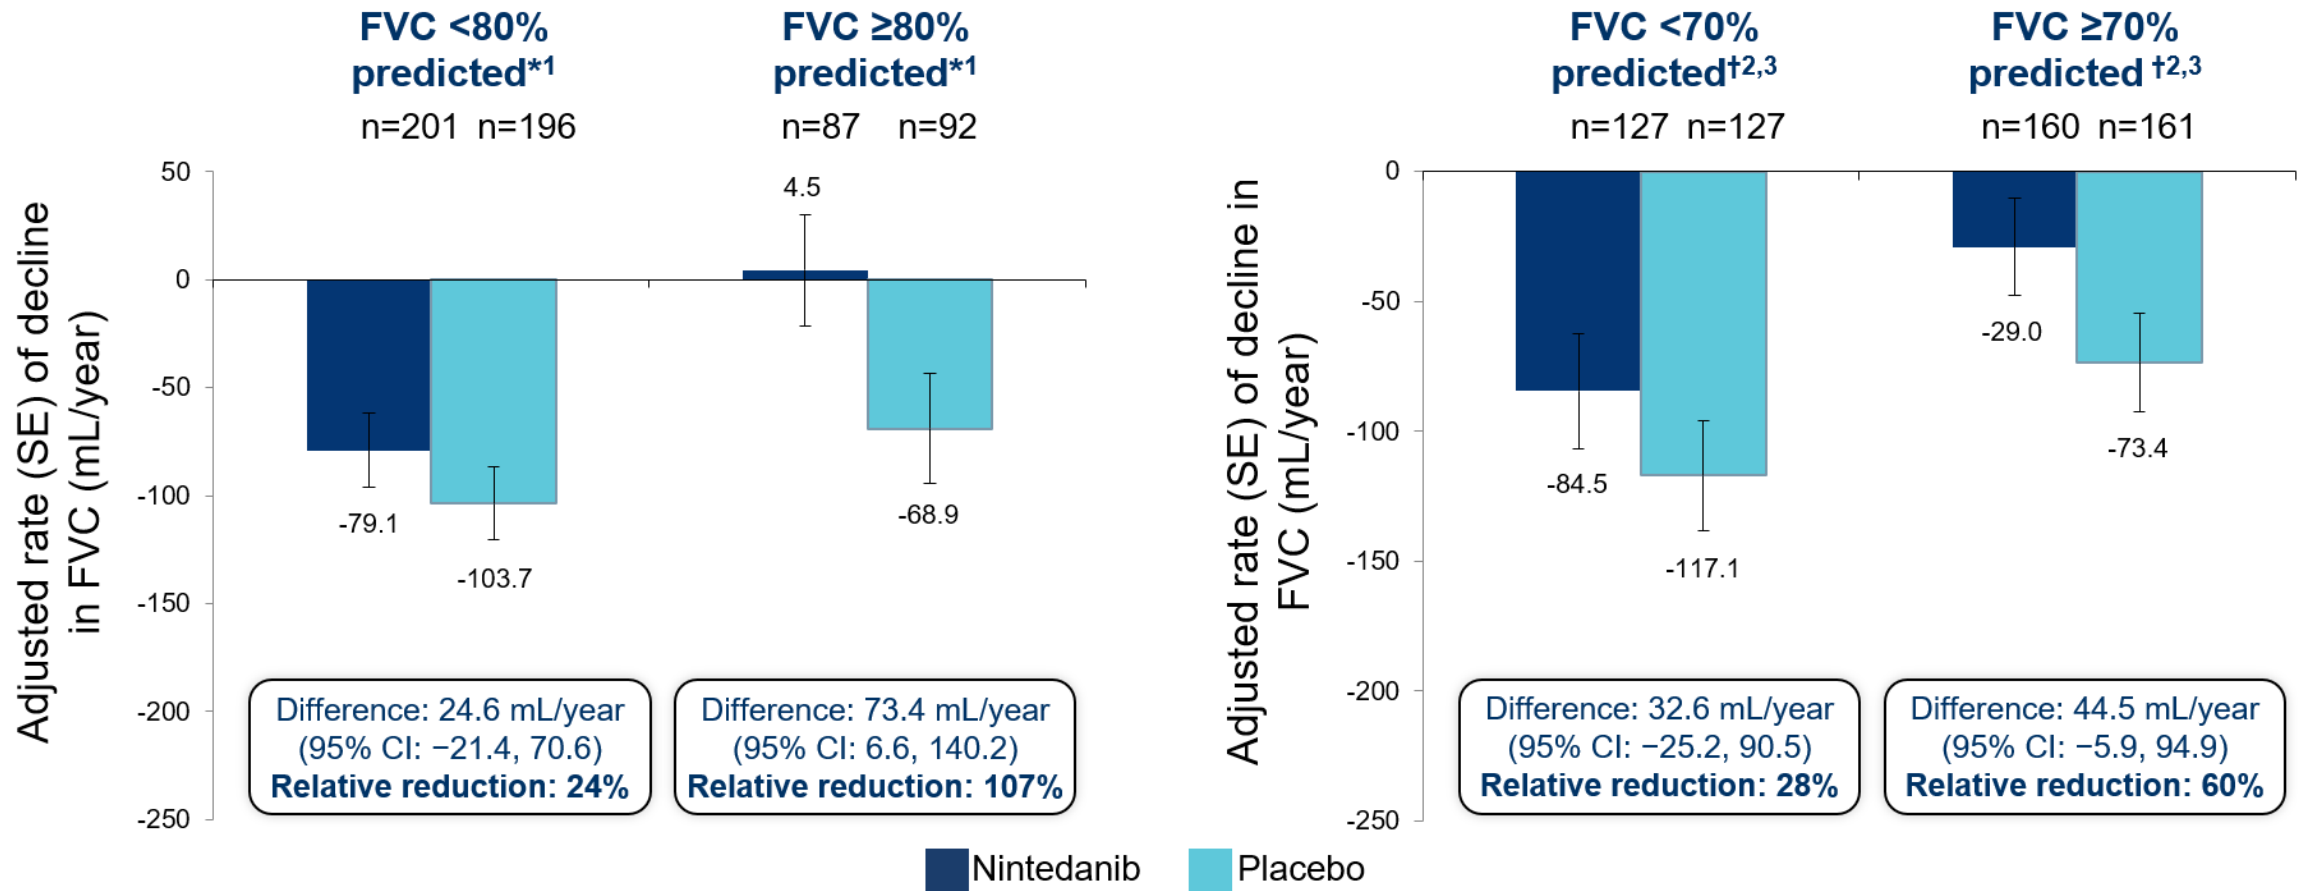 FVC <80%
predicted*1
n=201 n=196
FVC ≥80%
predicted*1
n=87 n=92
Adjusted rate (SE) of decline
in FVC (mL/year)
50
0
-50
-100
-150
-200
-250
-79.1
-103.7
4.5
-68.9
Difference: 24.6 mL/year
(95% CI: −21.4, 70.6)
Relative reduction: 24%
Difference: 73.4 mL/year
(95% CI: 6.6, 140.2)
Relative reduction: 107%
FVC <70%
predicted†2,3
n=127 n=127
FVC ≥70%
predicted †2,3
n=160 n=161
Adjusted rate (SE) of decline in
FVC (mL/year)
0
-50
-100
-150
-200
-250
-84.5
-117.1
-29.0
-73.4
Difference: 32.6 mL/year
(95% CI: −25.2, 90.5)
Relative reduction: 28%
Difference: 44.5 mL/year
(95% CI: −5.9, 94.9)
Relative reduction: 60%
Nintedanib
Placebo